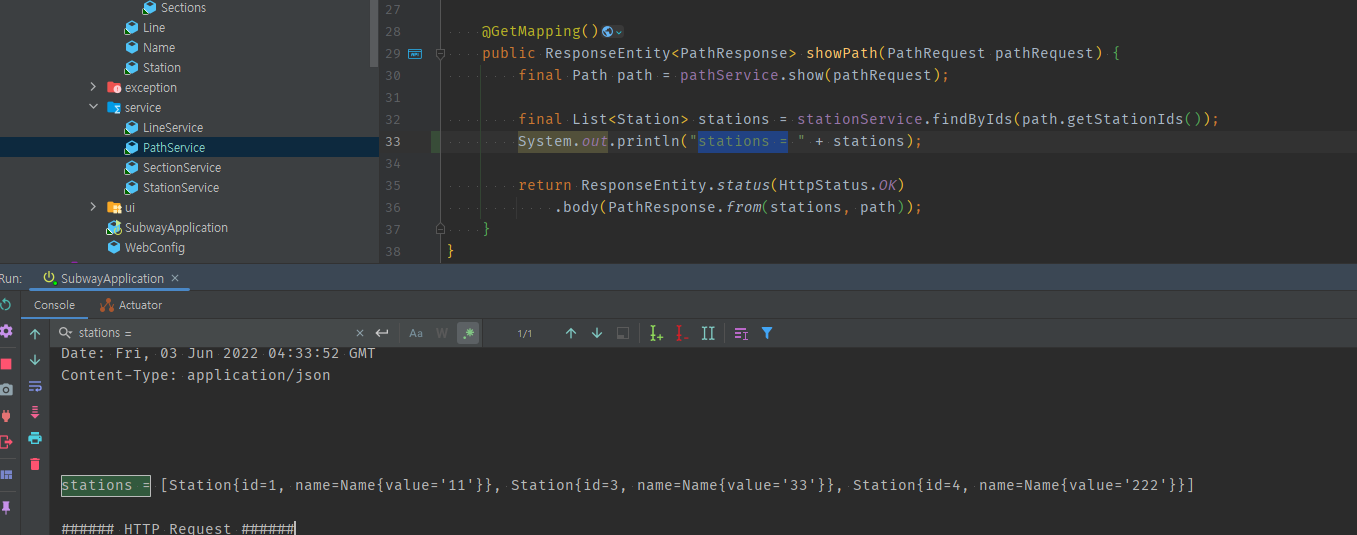 Sections
Line
Name
Station
exception
service
LineService
PathService
SectionService
StationService
ui
SubwayApplication
WebConfig
27
28 @GetMapping()
29 public ResponseEntity<PathResponse> showPath(PathRequest pathRequest) {
30 final Path path = pathService.show(pathRequest);
31
32 final List<Station> stations = stationService.findByIds(path.getStationIds());
33 System.out.println("stations = " + stations);
34
35 return ResponseEntity.status(HttpStatus.OK)
36 .body(PathResponse.from(stations, path));
37 }
38 }
Run: SubwayApplication ×
Console Actuator
stations = × Aa W .* 1/1
Date: Fri, 03 Jun 2022 04:33:52 GMT
Content-Type: application/json
stations = [Station{id=1, name=Name{value='11'}}, Station{id=3, name=Name{value='33'}}, Station{id=4, name=Name{value='222'}}]
###### HTTP Request ######